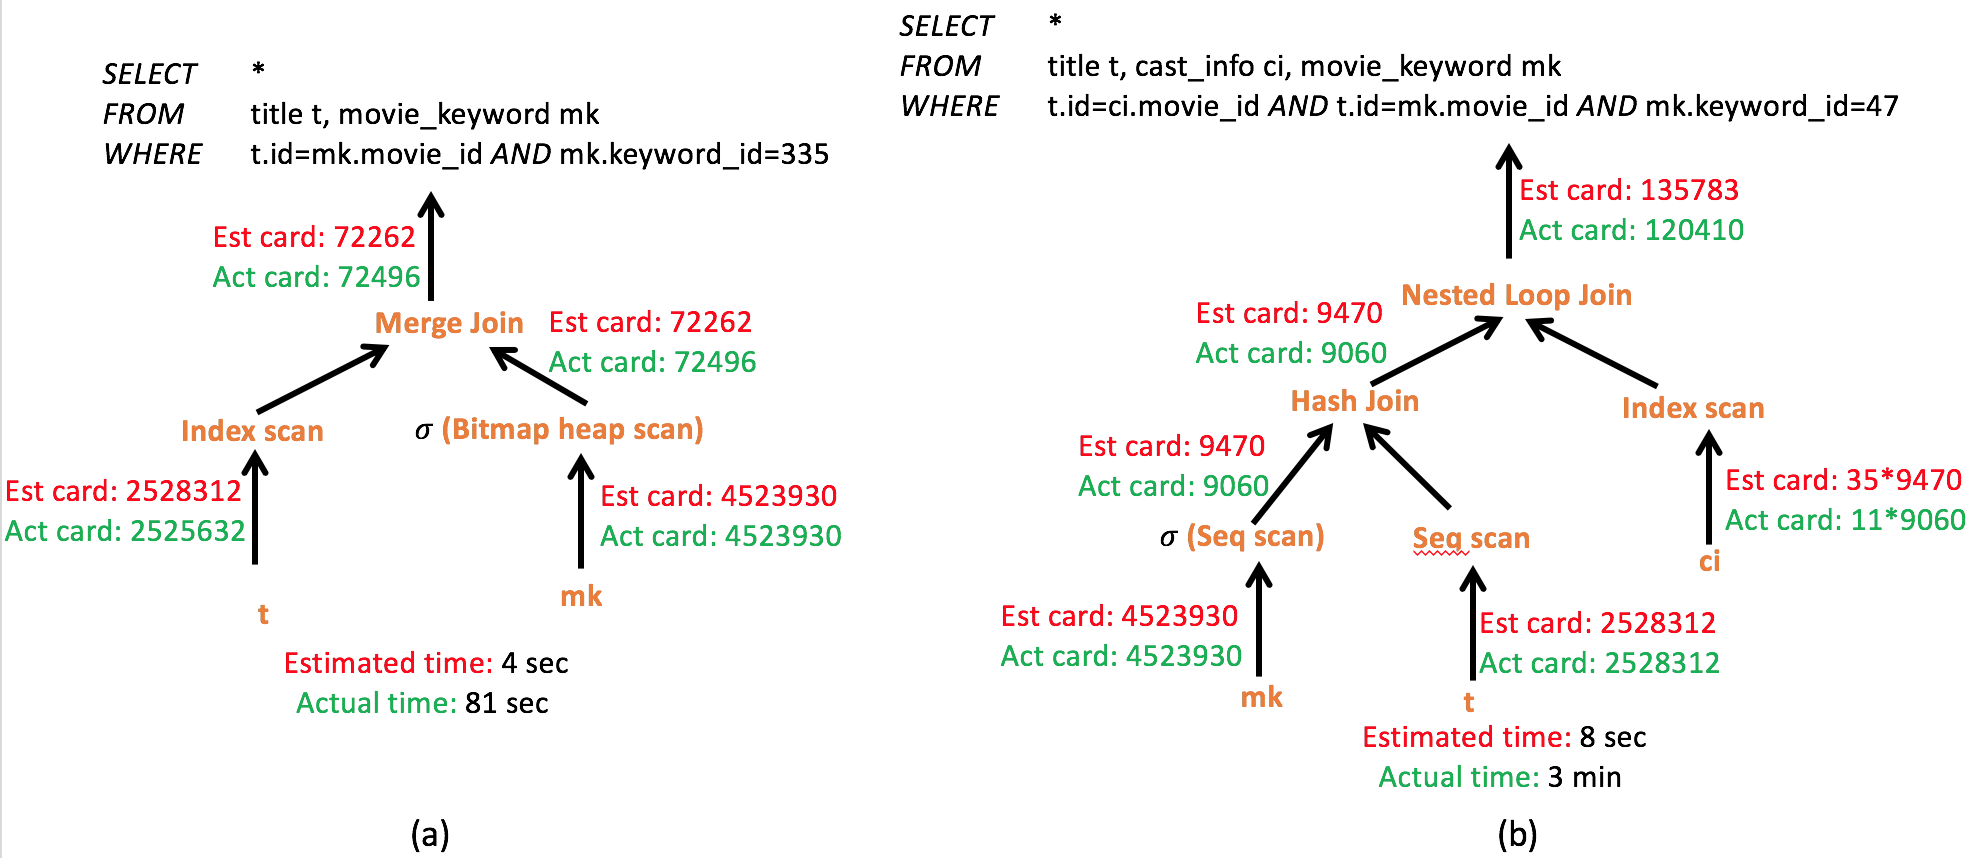 SELECT *
FROM title t, movie_keyword mk
WHERE t.id=mk.movie_id AND mk.keyword_id=335
Est card: 72262
Act card: 72496
Merge Join
Est card: 72262
Act card: 72496
Index scan
σ (Bitmap heap scan)
Est card: 2528312
Act card: 2525632
Est card: 4523930
Act card: 4523930
t
mk
Estimated time: 4 sec
Actual time: 81 sec
(a)
SELECT *
FROM title t, cast_info ci, movie_keyword mk
WHERE t.id=ci.movie_id AND t.id=mk.movie_id AND mk.keyword_id=47
Est card: 135783
Act card: 120410
Nested Loop Join
Est card: 9470
Act card: 9060
Hash Join
Index scan
Est card: 9470
Act card: 9060
Est card: 35*9470
Act card: 11*9060
σ (Seq scan)
Seq scan
ci
Est card: 4523930
Act card: 4523930
Est card: 2528312
Act card: 2528312
mk
t
Estimated time: 8 sec
Actual time: 3 min
(b)